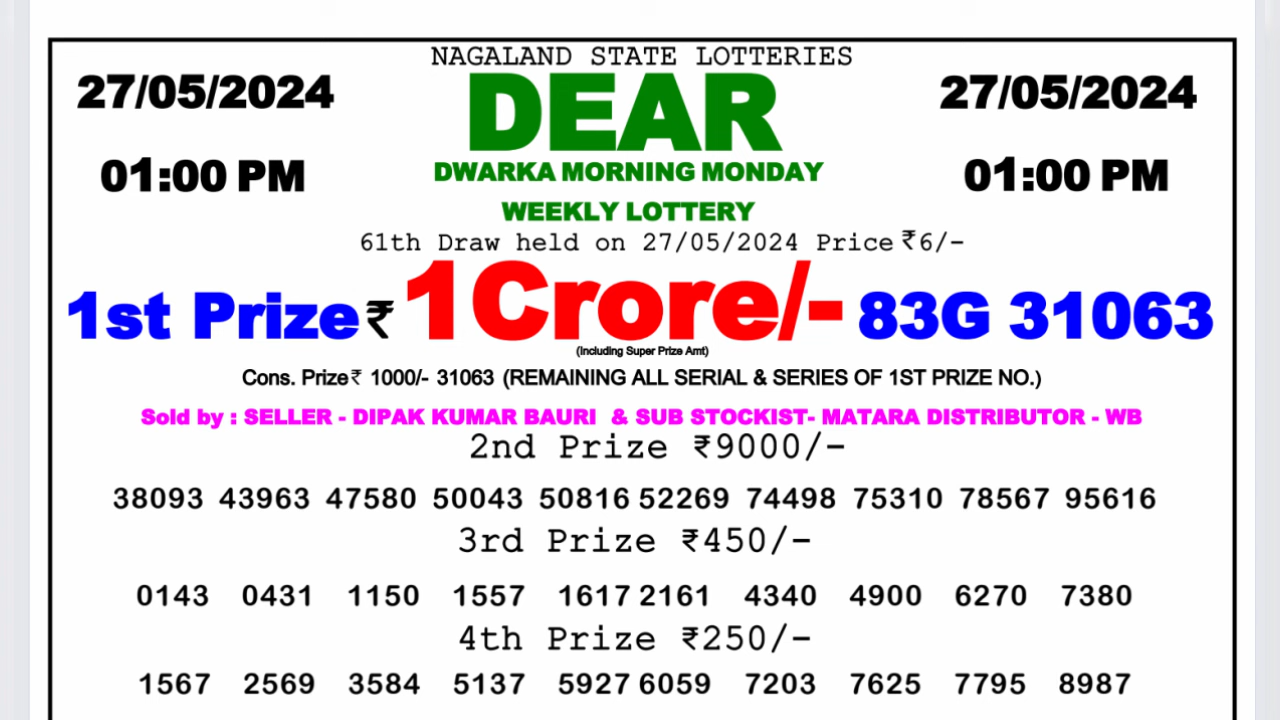 NAGALAND STATE LOTTERIES
27/05/2024 DEAR 27/05/2024
01:00 PM DWARKA MORNING MONDAY 01:00 PM
WEEKLY LOTTERY
61th Draw held on 27/05/2024 Price ₹6/-
1st Prize ₹ 1Crore/- 83G 31063
(Including Super Prize Amt)
Cons. Prize ₹ 1000/- 31063 (REMAINING ALL SERIAL & SERIES OF 1ST PRIZE NO.)
Sold by : SELLER - DIPAK KUMAR BAURI & SUB STOCKIST- MATARA DISTRIBUTOR - WB
2nd Prize ₹9000/-
38093 43963 47580 50043 50816 52269 74498 75310 78567 95616
3rd Prize ₹450/-
0143 0431 1150 1557 1617 2161 4340 4900 6270 7380
4th Prize ₹250/-
1567 2569 3584 5137 5927 6059 7203 7625 7795 8987